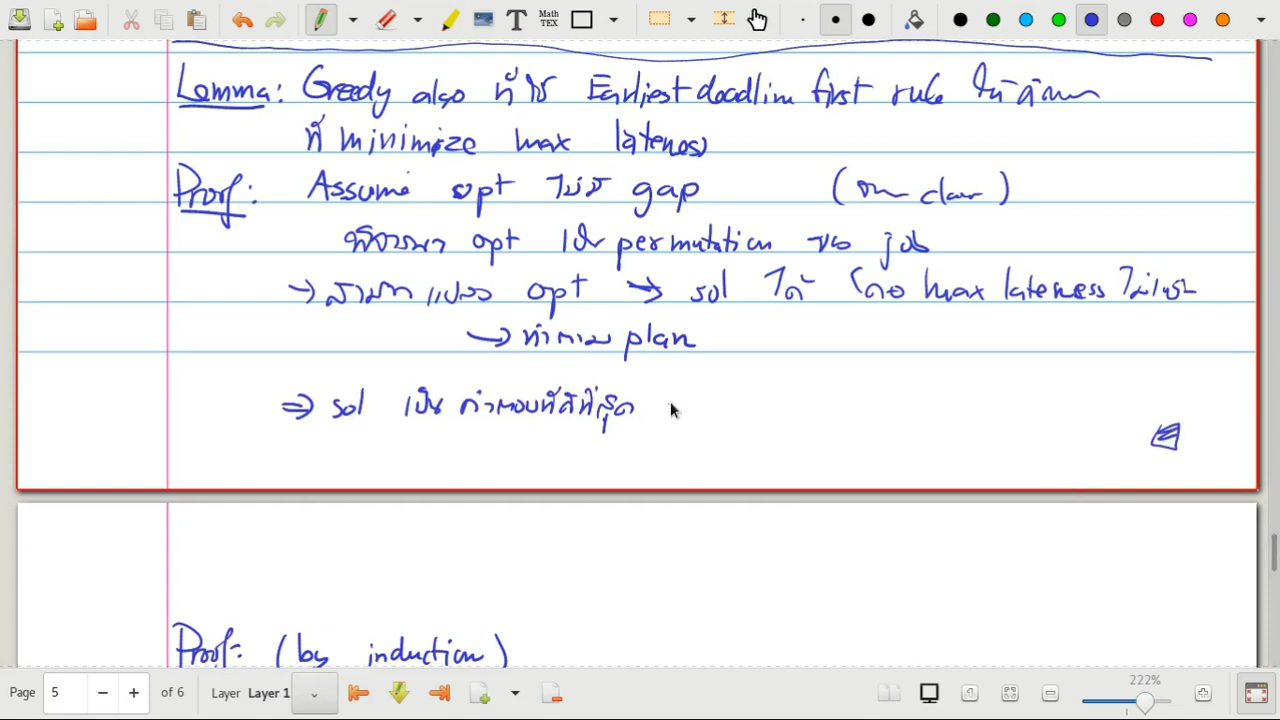 Lemma: Greedy algo ที่ใช้ Earliest deadline first rule ให้คำตอบ
ที่ minimize max lateness
Proof: Assume opt ไม่มี gap
พิจารณา opt เป็น permutation ของ job
→ สามารถแปลง opt → sol ได้ โดย max lateness ไม่เพิ่ม
→ ทำตาม plan
⇒ sol เป็นคำตอบที่ดีที่สุด
Proof: (by induction)
Page 5 of 6 Layer Layer 1 222%
Math TEX